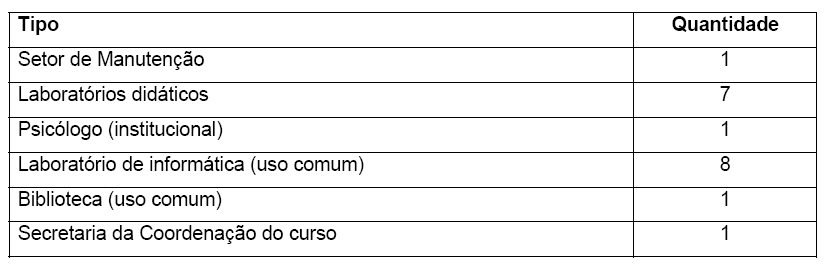 Tipo Quantidade
Setor de Manutenção 1
Laboratórios didáticos 7
Psicólogo (institucional) 1
Laboratório de informática (uso comum) 8
Biblioteca (uso comum) 1
Secretaria da Coordenação do curso 1